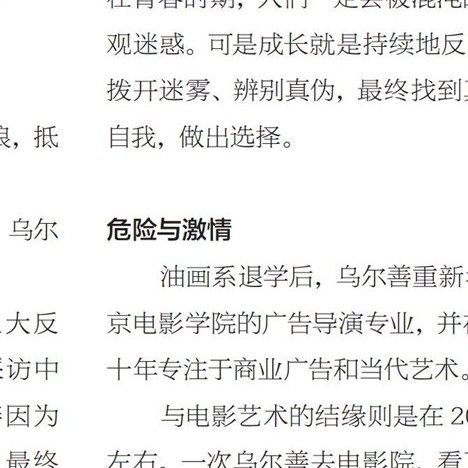 ，抵
乌尔
大反
访中
因为
最终
在青春的时期，人们一定会被混沌
观迷惑。可是成长就是持续地反
拨开迷雾、辨别真伪，最终找到
自我，做出选择。
危险与激情
油画系退学后，乌尔善重新
京电影学院的广告导演专业，并
十年专注于商业广告和当代艺术。
与电影艺术的结缘则是在 20
左右。一次乌尔善去电影院，看